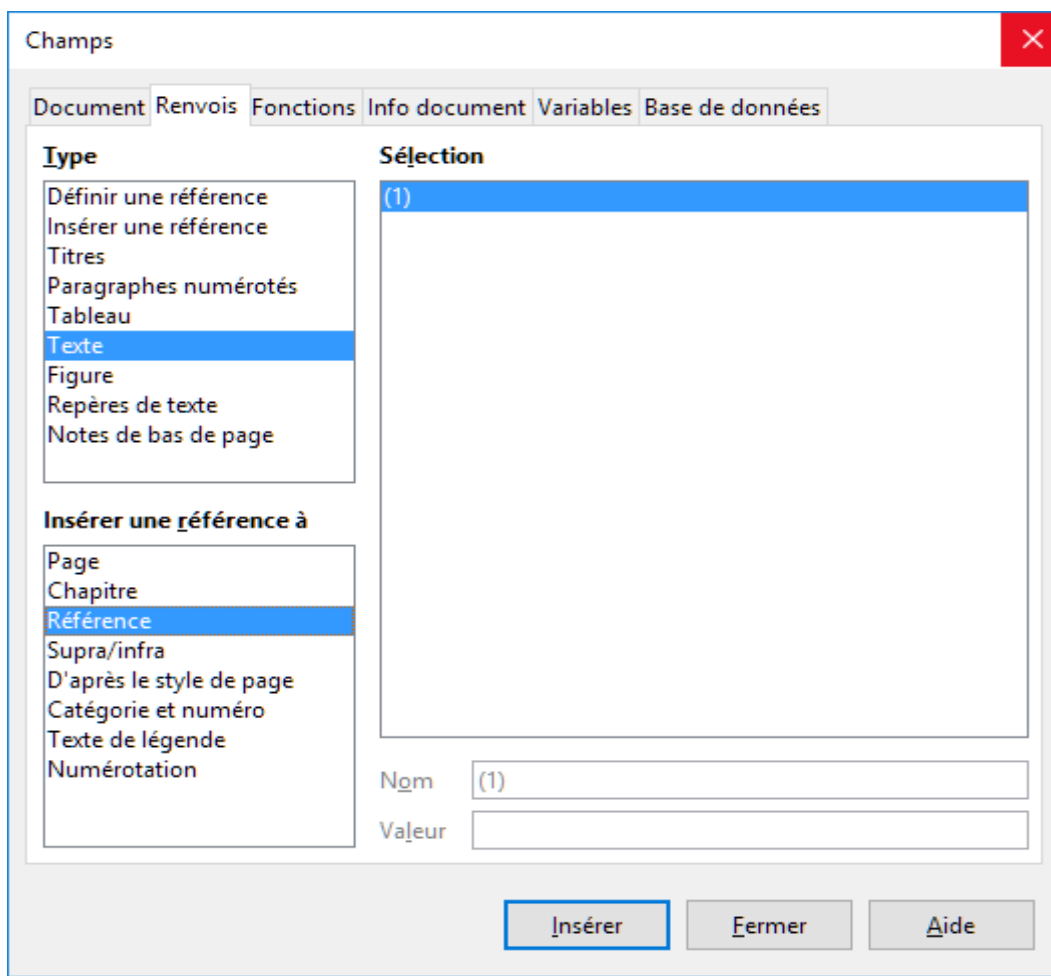 Champs
Document Renvois Fonctions Info document Variables Base de données
Type
Définir une référence
Insérer une référence
Titres
Paragraphes numérotés
Tableau
Texte
Figure
Repères de texte
Notes de bas de page
Sélection
(1)
Insérer une référence à
Page
Chapitre
Référence
Supra/infra
D'après le style de page
Catégorie et numéro
Texte de légende
Numérotation
Nom (1)
Valeur
Insérer Fermer Aide